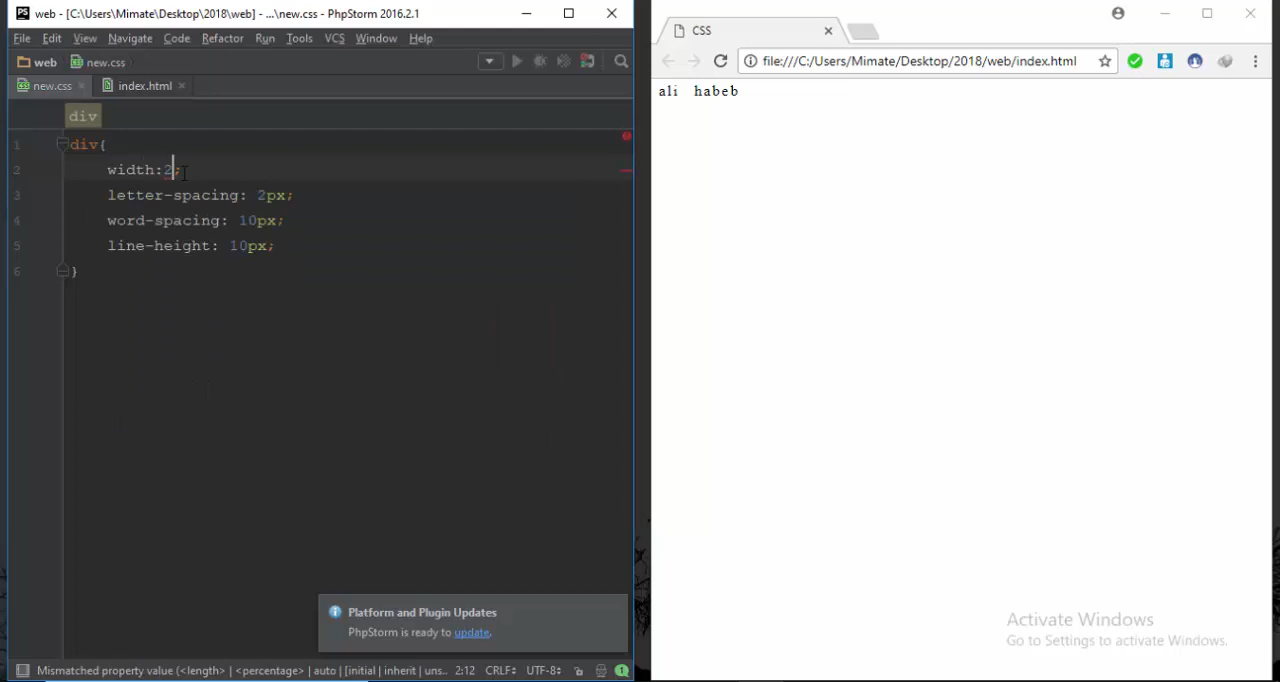 web - [C:\Users\Mimate\Desktop\2018\web] - ...\new.css - PhpStorm 2016.2.1
File Edit View Navigate Code Refactor Run Tools VCS Window Help
web new.css
new.css index.html
div
1 div{
2 width:2;
3 letter-spacing: 2px;
4 word-spacing: 10px;
5 line-height: 10px;
6 }
Platform and Plugin Updates
PhpStorm is ready to update.
Mismatched property value (<length> | <percentage> | auto | [initial | inherit | uns.. 2:12 CRLF UTF-8
CSS
file:///C:/Users/Mimate/Desktop/2018/web/index.html
ali habeb
Activate Windows
Go to Settings to activate Windows.